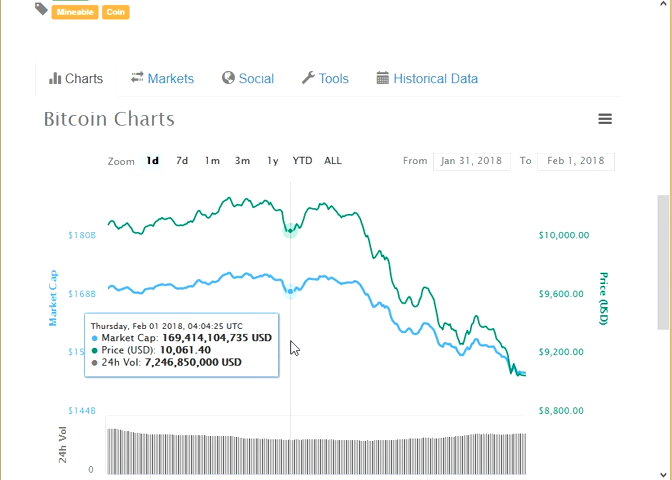 Mineable Coin
Charts Markets Social Tools Historical Data
Bitcoin Charts
Zoom 1d 7d 1m 3m 1y YTD ALL From Jan 31, 2018 To Feb 1, 2018
$180B $10,000.00
$168B $9,600.00
Market Cap
Price (USD)
Thursday, Feb 01 2018, 04:04:25 UTC
Market Cap: 169,414,104,735 USD
Price (USD): 10,061.40
24h Vol: 7,246,850,000 USD
$9,200.00
$144B $8,800.00
24h Vol
0